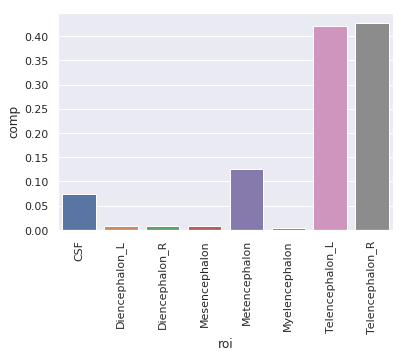 comp
0.40
0.35
0.30
0.25
0.20
0.15
0.10
0.05
0.00
CSF
Diencephalon_L
Diencephalon_R
Mesencephalon
Metencephalon
Myelencephalon
Telencephalon_L
Telencephalon_R
roi